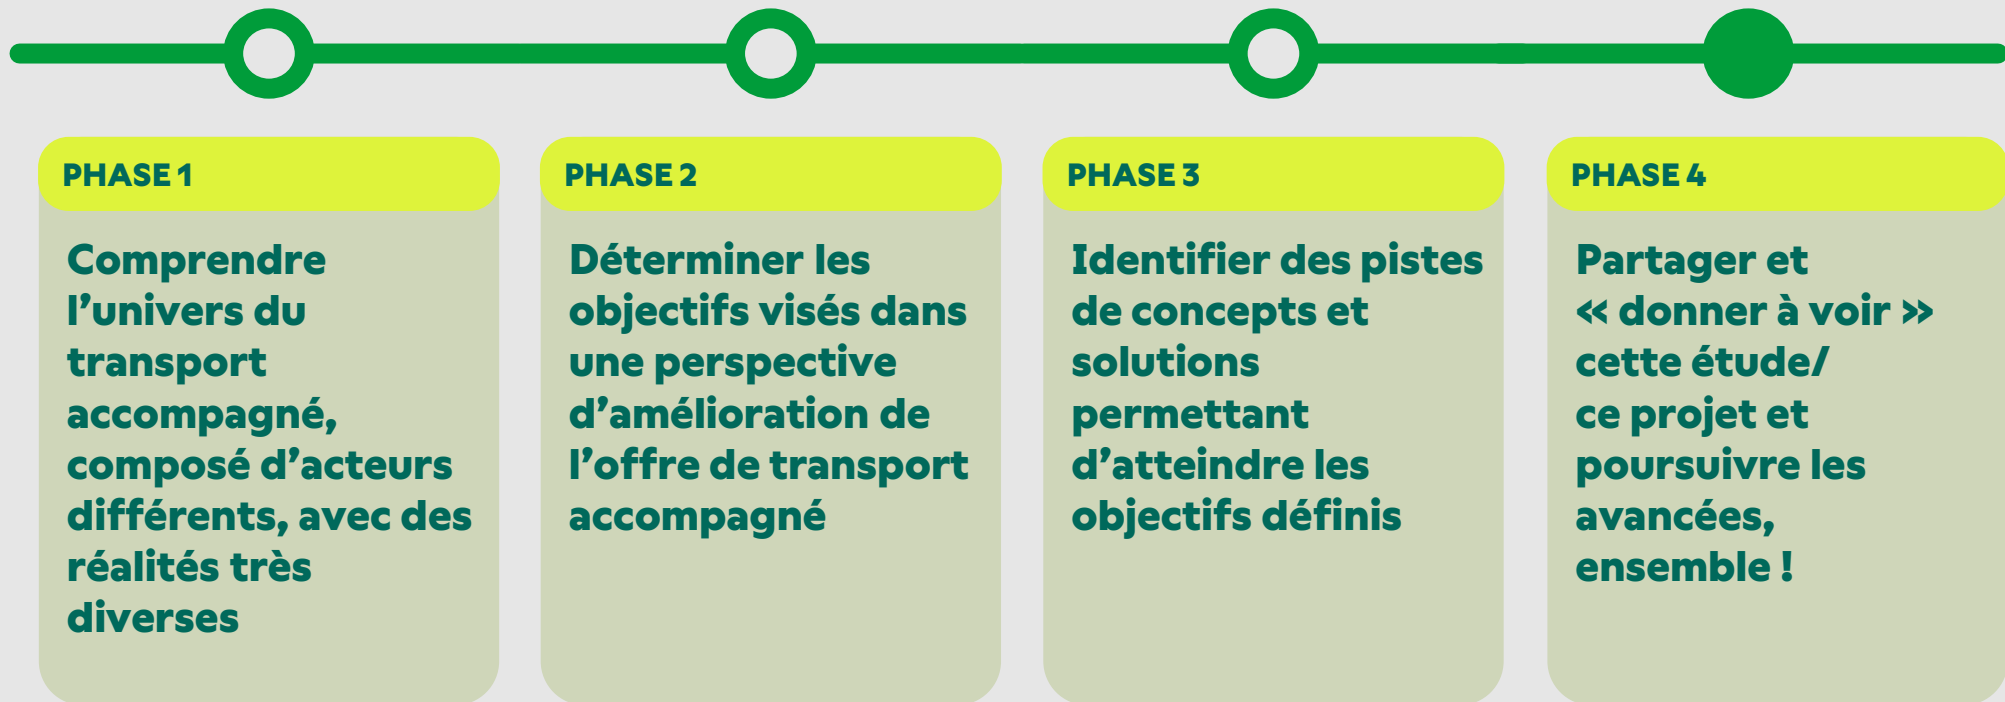 PHASE 1
Comprendre
l’univers du
transport
accompagné,
composé d’acteurs
différents, avec des
réalités très
diverses
PHASE 2
Déterminer les
objectifs visés dans
une perspective
d’amélioration de
l’offre de transport
accompagné
PHASE 3
Identifier des pistes
de concepts et
solutions
permettant
d’atteindre les
objectifs définis
PHASE 4
Partager et
« donner à voir »
cette étude/
ce projet et
poursuivre les
avancées,
ensemble !